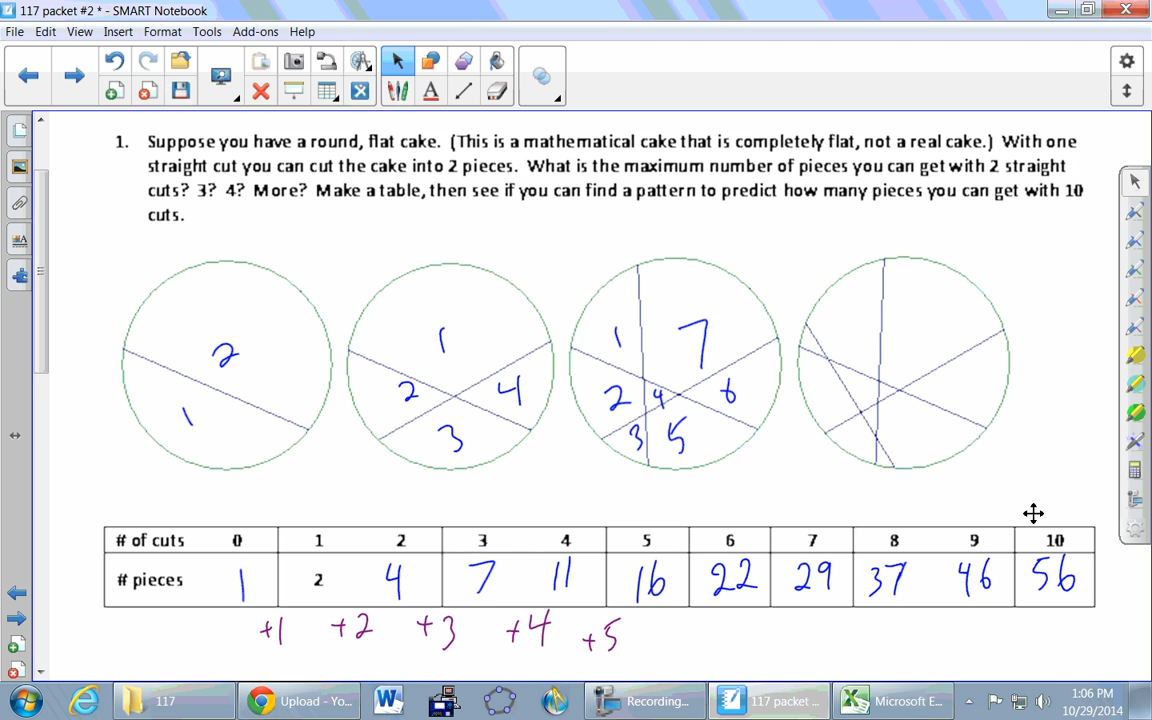 117 packet #2 * - SMART Notebook
File Edit View Insert Format Tools Add-ons Help
1. Suppose you have a round, flat cake. (This is a mathematical cake that is completely flat, not a real cake.) With one
straight cut you can cut the cake into 2 pieces. What is the maximum number of pieces you can get with 2 straight
cuts? 3? 4? More? Make a table, then see if you can find a pattern to predict how many pieces you can get with 10
cuts.
2 1
1 2 4 3
1 7 2 4 6 3 5
# of cuts 0 1 2 3 4 5 6 7 8 9 10
# pieces 1 2 4 7 11 16 22 29 37 46 56
+1 +2 +3 +4 +5
117 Upload - Yo... Recording... 117 packet ... Microsoft E...
1:06 PM
10/29/2014